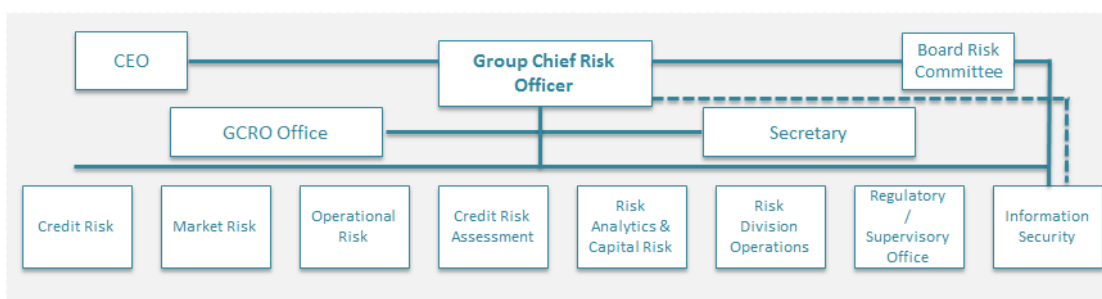 CEO
Group Chief Risk
Officer
Board Risk
Committee
GCRO Office
Secretary
Credit Risk
Market Risk
Operational
Risk
Credit Risk
Assessment
Risk
Analytics &
Capital Risk
Risk
Division
Operations
Regulatory
/
Supervisory
Office
Information
Security